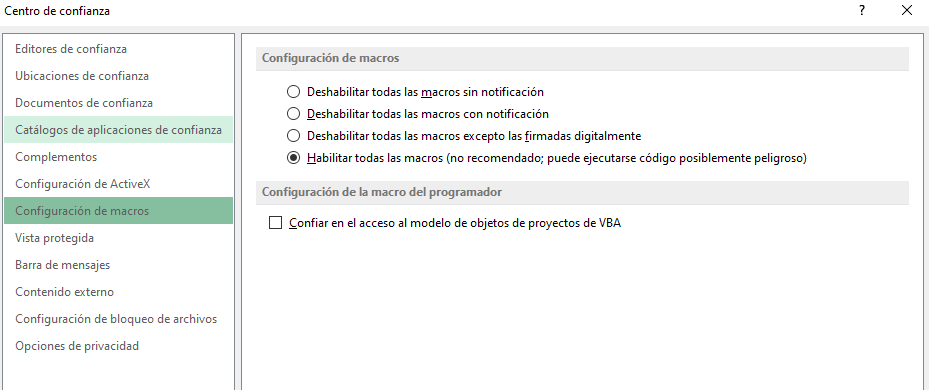 Centro de confianza
?
Editores de confianza
Ubicaciones de confianza
Documentos de confianza
Catálogos de aplicaciones de confianza
Complementos
Configuración de ActiveX
Configuración de macros
Vista protegida
Barra de mensajes
Contenido externo
Configuración de bloqueo de archivos
Opciones de privacidad
Configuración de macros
Deshabilitar todas las macros sin notificación
Deshabilitar todas las macros con notificación
Deshabilitar todas las macros excepto las firmadas digitalmente
Habilitar todas las macros (no recomendado; puede ejecutarse código posiblemente peligroso)
Configuración de la macro del programador
Confiar en el acceso al modelo de objetos de proyectos de VBA